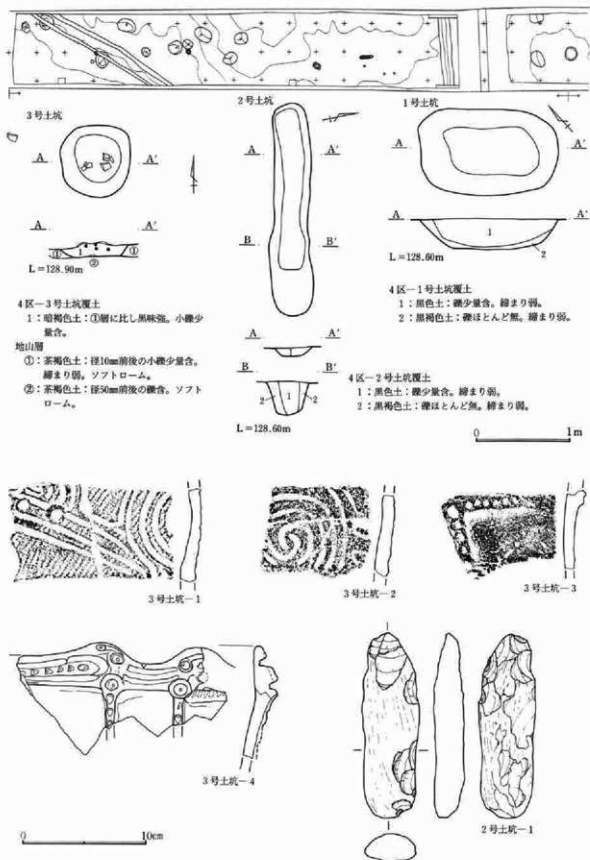 3号土坑
2号土坑
1号土坑
A A'
A A'
L＝128.90m
① 1 ①
②
4区－3号土坑覆土
1：暗褐色土：①層に比し黒味強。小礫少
量含。
地山層
①：茶褐色土：径10㎜前後の小礫少量含。
締まり弱。ソフトローム。
②：茶褐色土：径50㎜前後の礫含。ソフト
ローム。
A A'
B B'
A A'
B B'
2 1 2
L＝128.60m
A A'
A A'
1
2
L＝128.60m
4区－1号土坑覆土
1：黒色土：礫少量含。締まり弱。
2：黒褐色土：礫ほとんど無。締まり弱。
4区－2号土坑覆土
1：黒色土：礫少量含。締まり弱。
2：黒褐色土：礫ほとんど無。締まり弱。
0 1m
3号土坑－1
3号土坑－2
3号土坑－3
3号土坑－4
2号土坑－1
0 10㎝